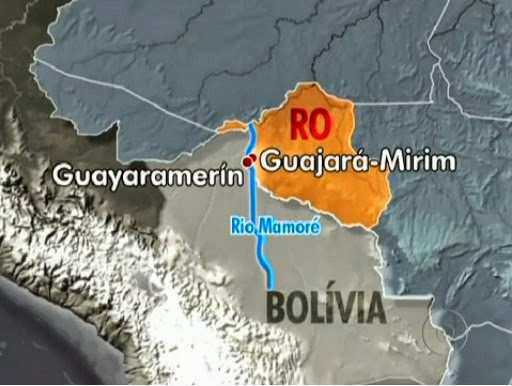 RO
Guajará-Mirim
Guayaramerín
Rio Mamoré
BOLÍVIA